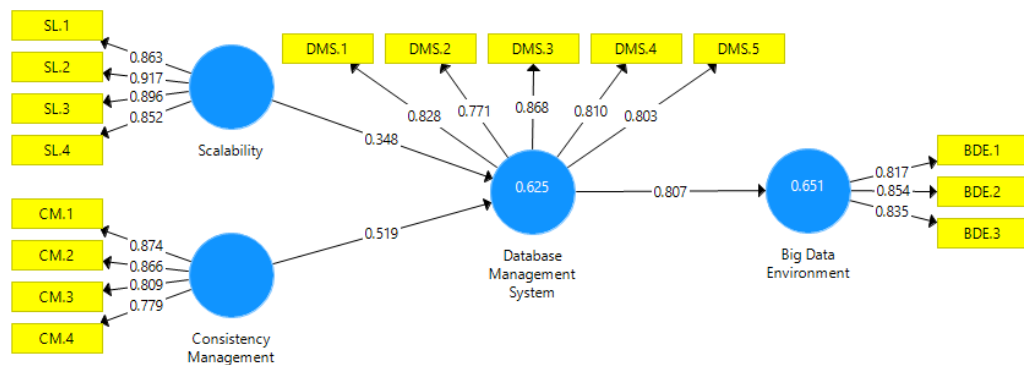 SL.1
SL.2
SL.3
SL.4
0.863
0.917
0.896
0.852
Scalability
DMS.1
DMS.2
DMS.3
DMS.4
DMS.5
0.828
0.771
0.868
0.810
0.803
0.348
CM.1
CM.2
CM.3
CM.4
0.874
0.866
0.809
0.779
Consistency
Management
0.519
0.625
Database
Management
System
0.807
0.651
Big Data
Environment
0.817
0.854
0.835
BDE.1
BDE.2
BDE.3